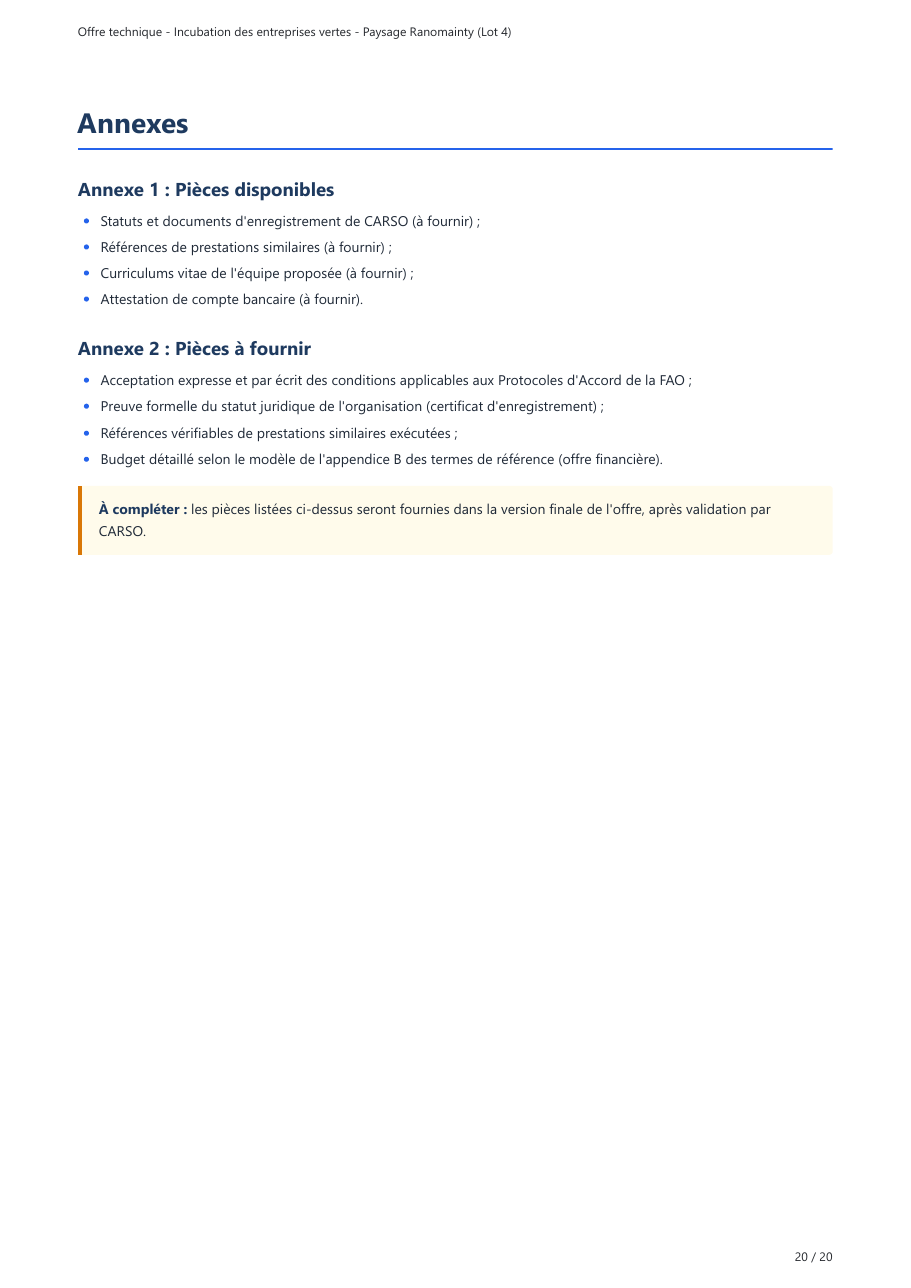 Offre technique - Incubation des entreprises vertes - Paysage Ranomainty (Lot 4)
Annexes
Annexe 1 : Pièces disponibles
• Statuts et documents d'enregistrement de CARSO (à fournir) ;
• Références de prestations similaires (à fournir) ;
• Curriculums vitae de l'équipe proposée (à fournir) ;
• Attestation de compte bancaire (à fournir).
Annexe 2 : Pièces à fournir
• Acceptation expresse et par écrit des conditions applicables aux Protocoles d'Accord de la FAO ;
• Preuve formelle du statut juridique de l'organisation (certificat d'enregistrement) ;
• Références vérifiables de prestations similaires exécutées ;
• Budget détaillé selon le modèle de l'appendice B des termes de référence (offre financière).
À compléter : les pièces listées ci-dessus seront fournies dans la version finale de l'offre, après validation par
CARSO.
20 / 20